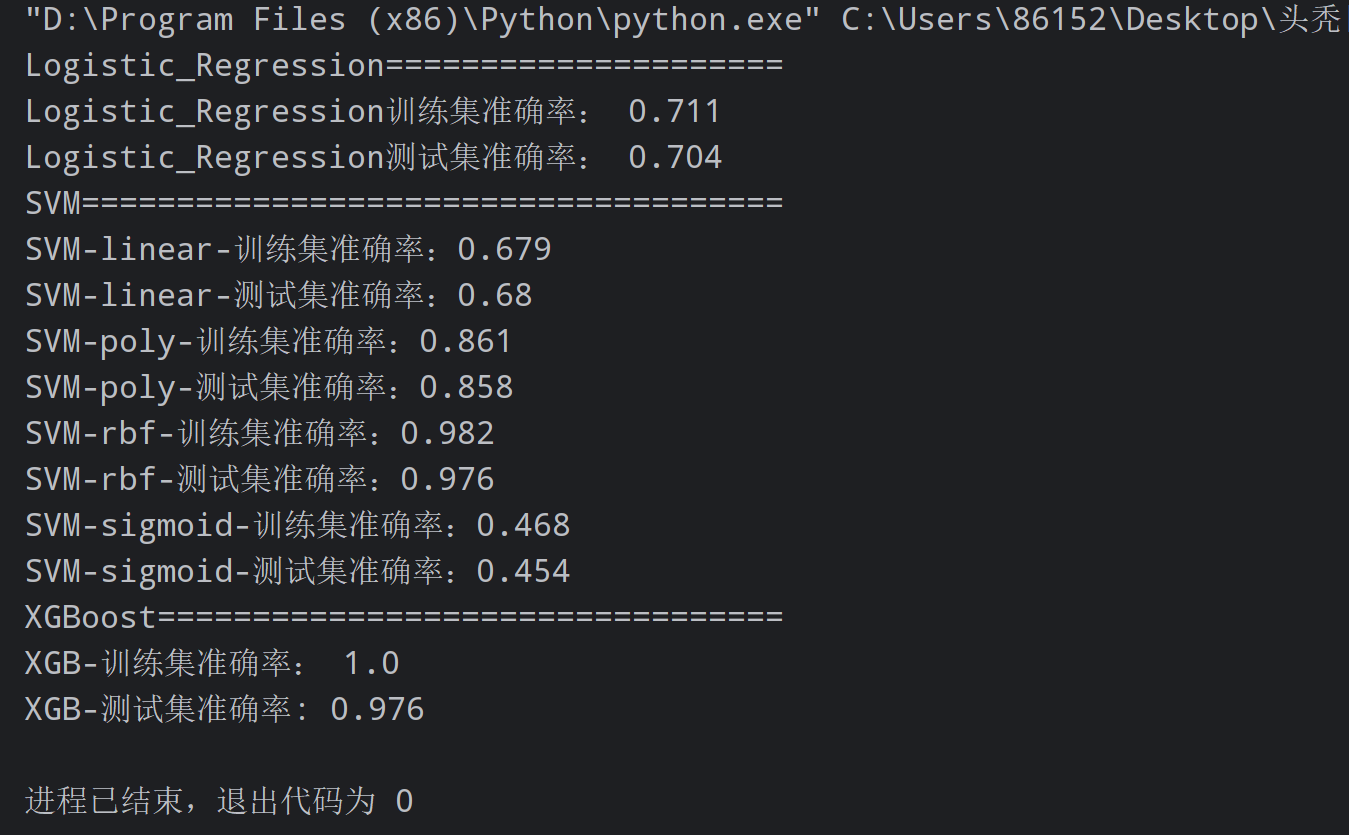 "D:\Program Files (x86)\Python\python.exe" C:\Users\86152\Desktop\头秃
Logistic_Regression=====================
Logistic_Regression训练集准确率： 0.711
Logistic_Regression测试集准确率： 0.704
SVM=====================================
SVM-linear-训练集准确率：0.679
SVM-linear-测试集准确率：0.68
SVM-poly-训练集准确率：0.861
SVM-poly-测试集准确率：0.858
SVM-rbf-训练集准确率：0.982
SVM-rbf-测试集准确率：0.976
SVM-sigmoid-训练集准确率：0.468
SVM-sigmoid-测试集准确率：0.454
XGBoost=================================
XGB-训练集准确率： 1.0
XGB-测试集准确率: 0.976
进程已结束，退出代码为 0